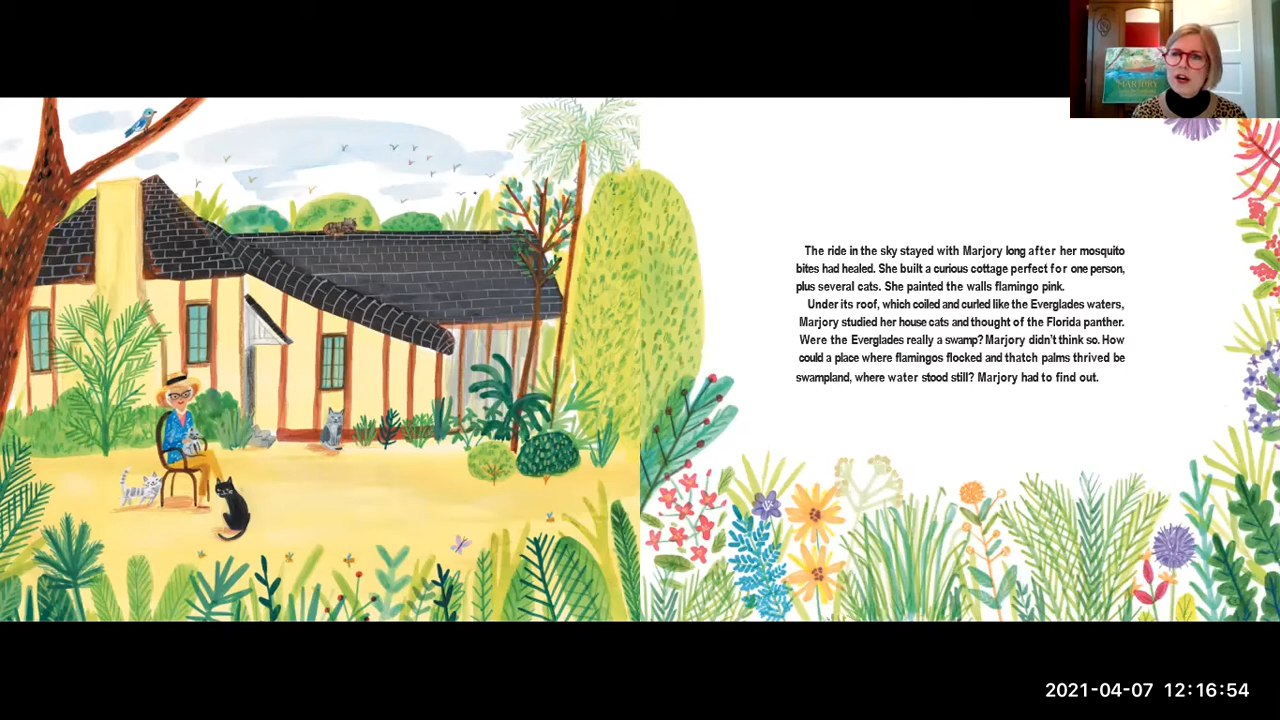 MARJORY
The ride in the sky stayed with Marjory long after her mosquito
bites had healed. She built a curious cottage perfect for one person,
plus several cats. She painted the walls flamingo pink.
Under its roof, which coiled and curled like the Everglades waters,
Marjory studied her house cats and thought of the Florida panther.
Were the Everglades really a swamp? Marjory didn't think so. How
could a place where flamingos flocked and thatch palms thrived be
swampland, where water stood still? Marjory had to find out.
2021-04-07 12:16:54